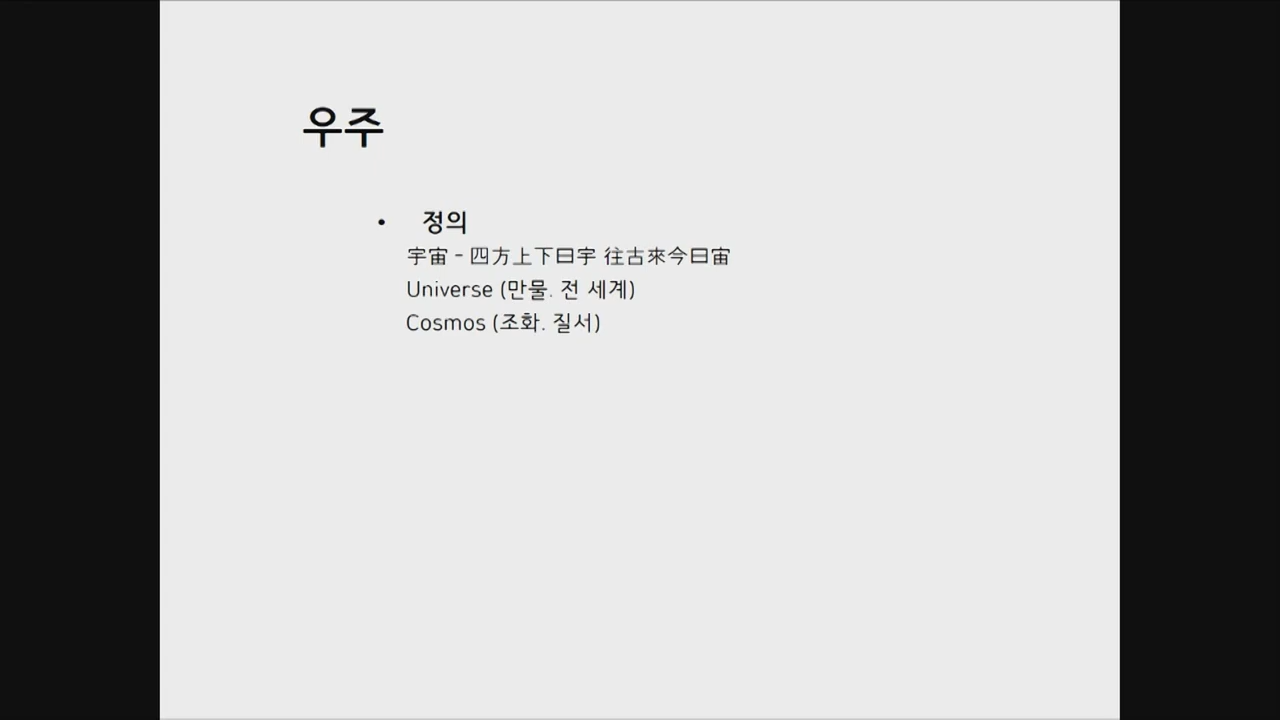 우주
• 정의
宇宙 - 四方上下曰宇 往古來今曰宙
Universe (만물. 전 세계)
Cosmos (조화. 질서)